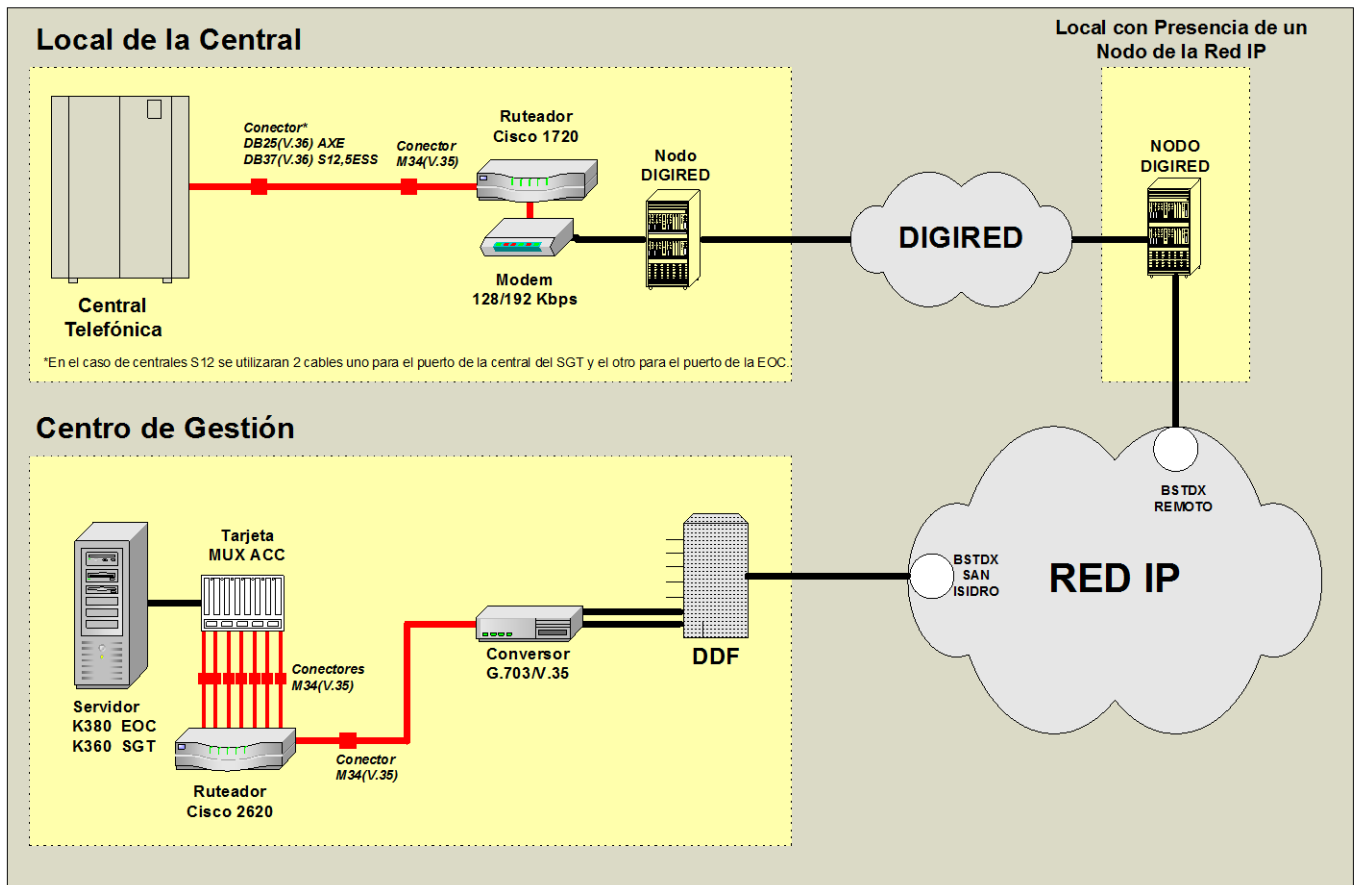 Local de la Central
Local con Presencia de un
Nodo de la Red IP
Conector*
DB25(V.36) AXE
DB37(V.36) S12,5ESS
Conector
M34(V.35)
Ruteador
Cisco 1720
Nodo
DIGIRED
NODO
DIGIRED
DIGIRED
Modem
128/192 Kbps
Central
Telefónica
*En el caso de centrales S12 se utilizaran 2 cables uno para el puerto de la central del SGT y el otro para el puerto de la EOC.
Centro de Gestión
BSTDX
REMOTO
Tarjeta
MUX ACC
BSTDX
SAN
ISIDRO
RED IP
Conectores
M34(V.35)
Conversor
G.703/V.35
DDF
Servidor
K380 EOC
K360 SGT
Conector
M34(V.35)
Ruteador
Cisco 2620